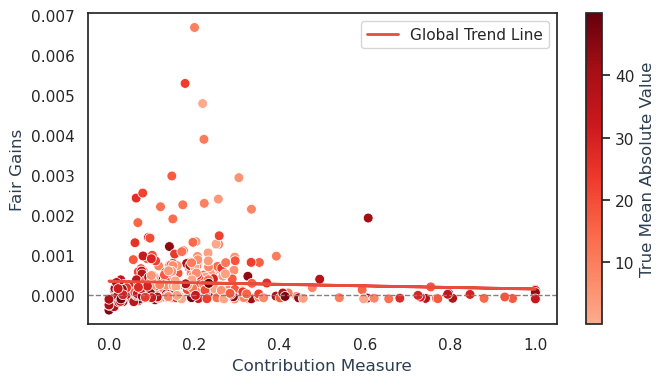 0.007
0.006
0.005
0.004
0.003
0.002
0.001
0.000
Fair Gains
0.0 0.2 0.4 0.6 0.8 1.0
Contribution Measure
Global Trend Line
40
30
20
10
True Mean Absolute Value